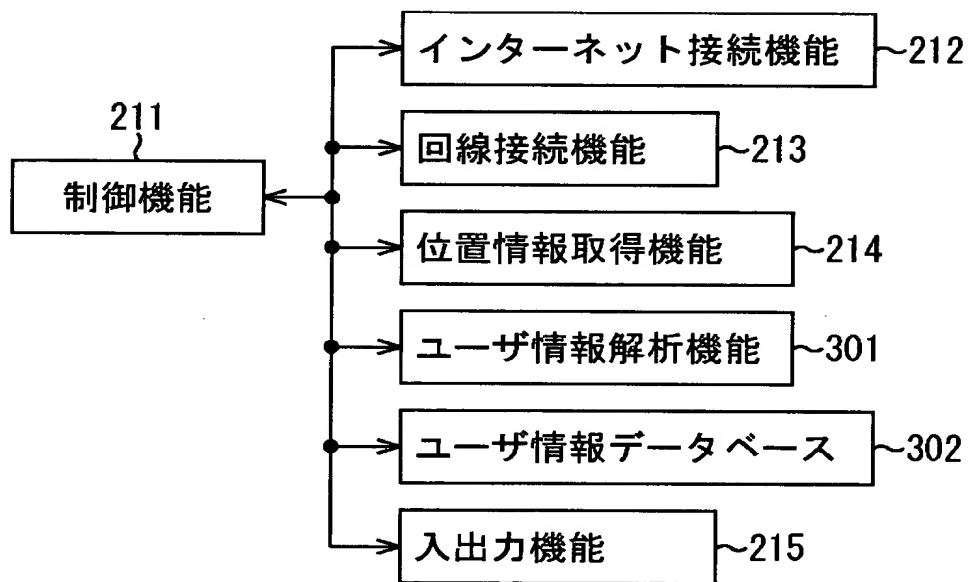 インターネット接続機能 212
211
回線接続機能 213
制御機能
位置情報取得機能 214
ユーザ情報解析機能 301
ユーザ情報データベース 302
入出力機能 215